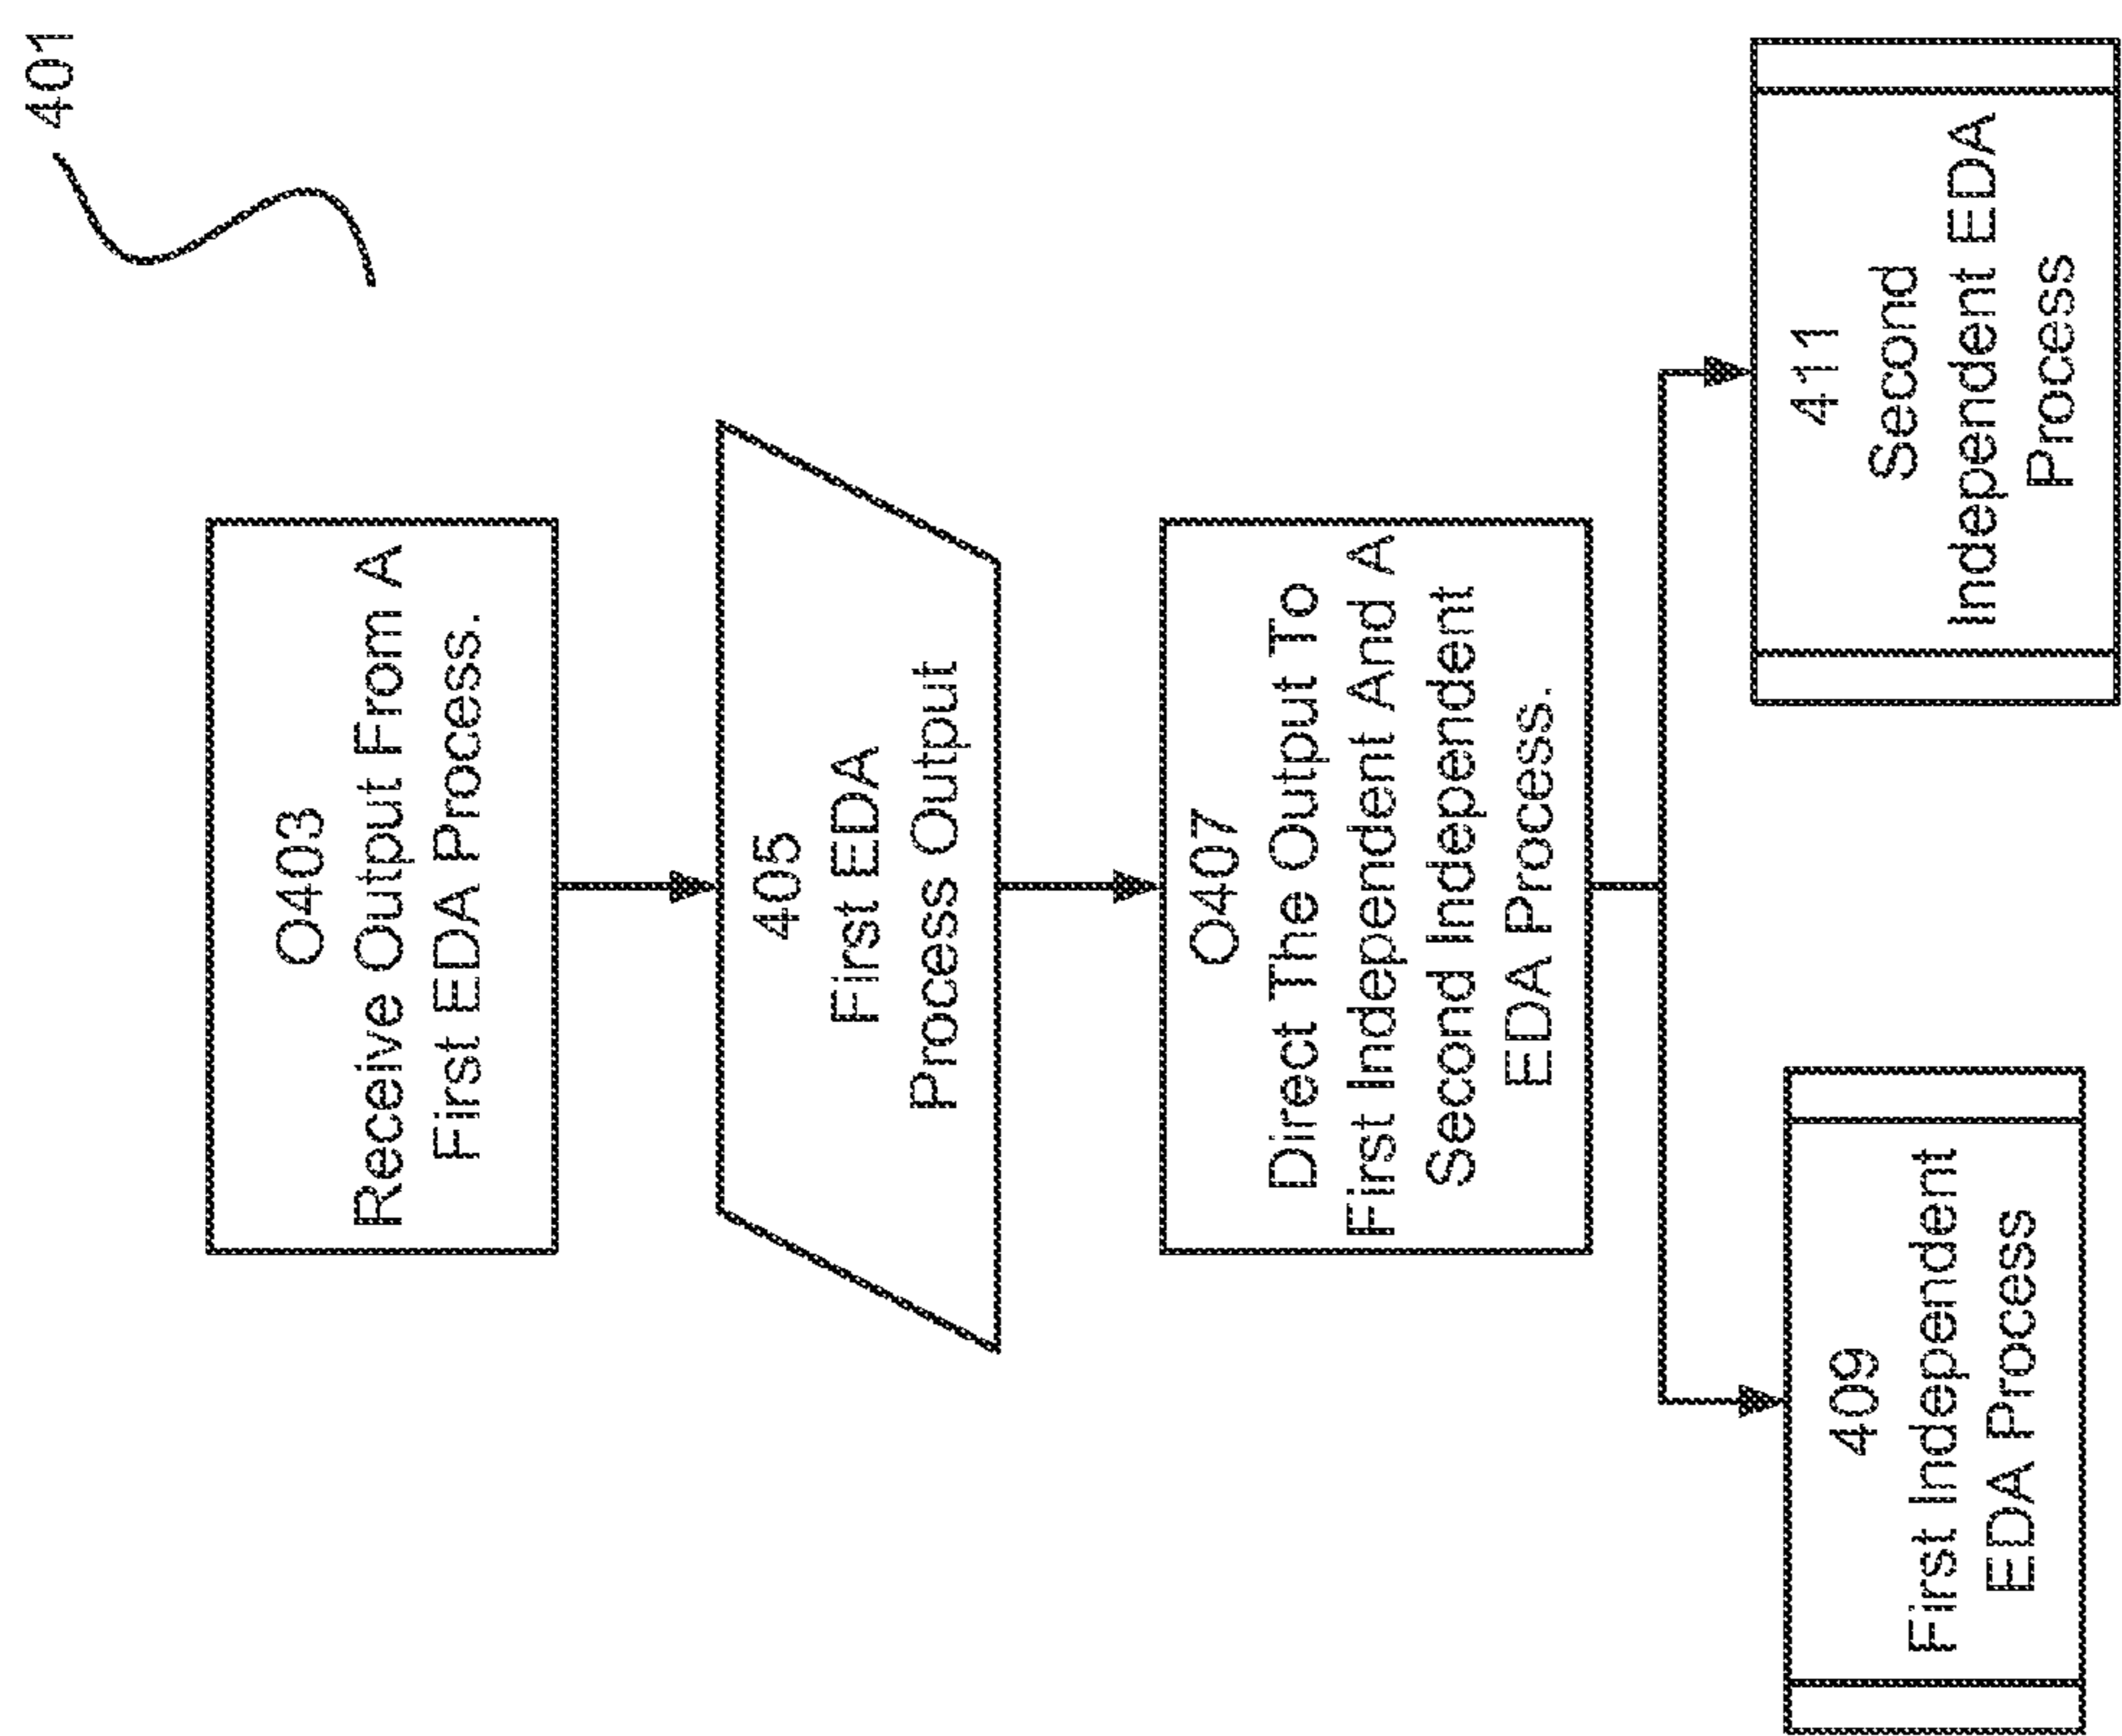 401
O403
Receive Output From A
First EDA Process.
405
First EDA
Process Output
O407
Direct The Output To
First Independent And A
Second Independent
EDA Process.
409
First Independent
EDA Process
411
Second
Independent EDA
Process